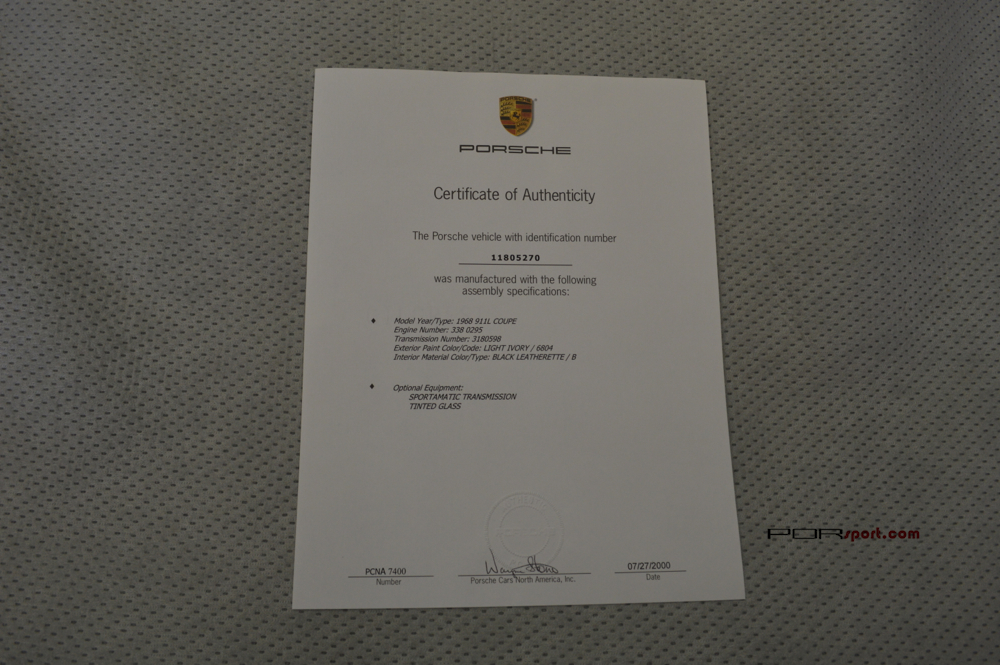 PORSCHE
PORSCHE
Certificate of Authenticity
The Porsche vehicle with identification number
11805270
was manufactured with the following
assembly specifications:
Model Year/Type: 1968 911L COUPE
Engine Number: 338 0295
Transmission Number: 3180598
Exterior Paint Color/Code: LIGHT IVORY / 6804
Interior Material Color/Type: BLACK LEATHERETTE / B
Optional Equipment:
SPORTAMATIC TRANSMISSION
TINTED GLASS
PCNA 7400
Number
Porsche Cars North America, Inc.
07/27/2000
Date
PORsport.com